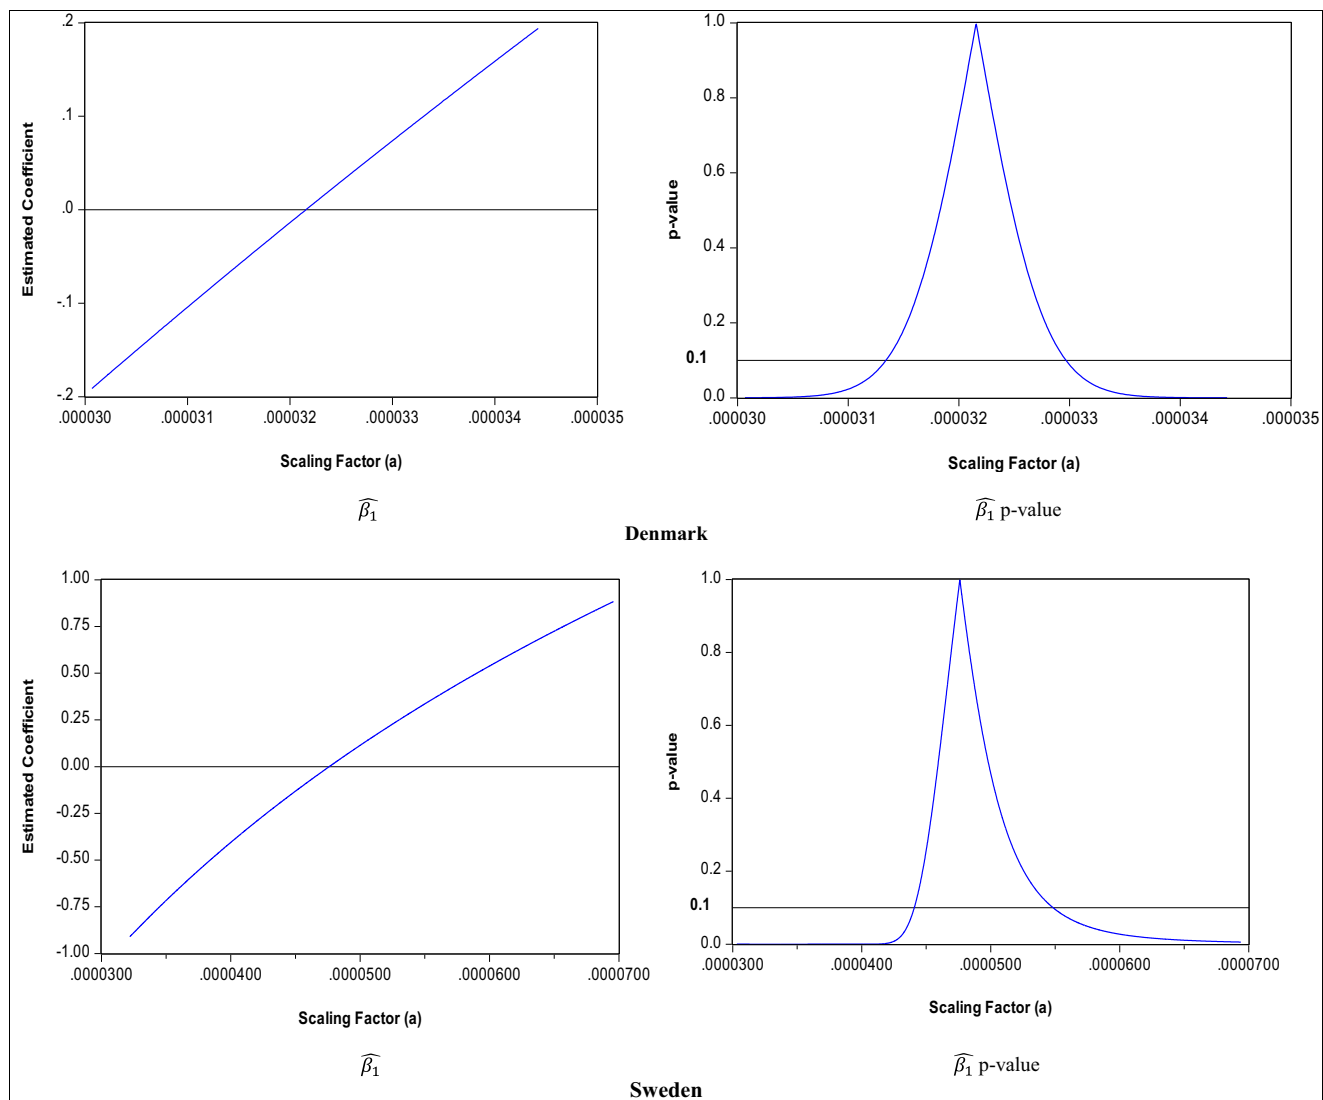 Estimated Coefficient
.2
.1
.0
-.1
-.2
.000030 .000031 .000032 .000033 .000034 .000035
Scaling Factor (a)
p-value
1.0
0.8
0.6
0.4
0.2
0.1
0.0
.000030 .000031 .000032 .000033 .000034 .000035
Scaling Factor (a)
β̂₁
β̂₁ p-value
Denmark
Estimated Coefficient
1.00
0.75
0.50
0.25
0.00
-0.25
-0.50
-0.75
-1.00
.0000300 .0000400 .0000500 .0000600 .0000700
Scaling Factor (a)
p-value
1.0
0.8
0.6
0.4
0.2
0.1
0.0
.0000300 .0000400 .0000500 .0000600 .0000700
Scaling Factor (a)
β̂₁
β̂₁ p-value
Sweden